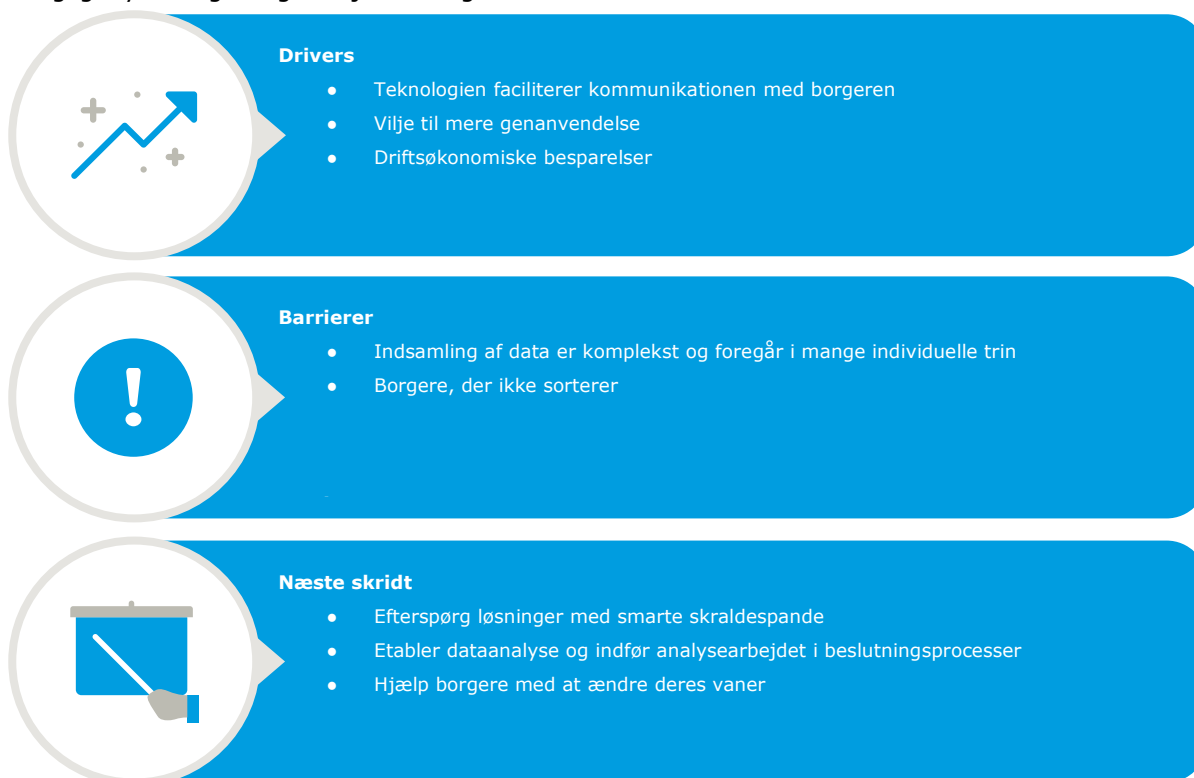 Drivers
● Teknologien faciliterer kommunikationen med borgeren
● Vilje til mere genanvendelse
● Driftsøkonomiske besparelser
Barrierer
● Indsamling af data er komplekst og foregår i mange individuelle trin
● Borgere, der ikke sorterer
Næste skridt
● Efterspørg løsninger med smarte skraldespande
● Etabler dataanalyse og indfør analysearbejdet i beslutningsprocesser
● Hjælp borgere med at ændre deres vaner